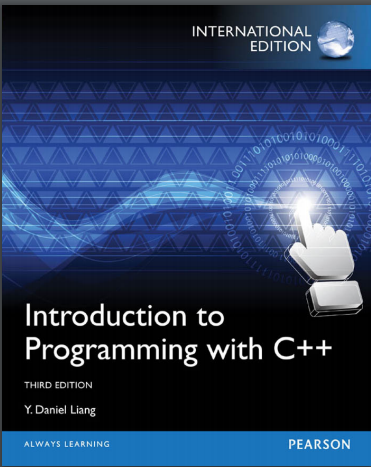 INTERNATIONAL
EDITION
Introduction to
Programming with C++
THIRD EDITION
Y. Daniel Liang
ALWAYS LEARNING
PEARSON